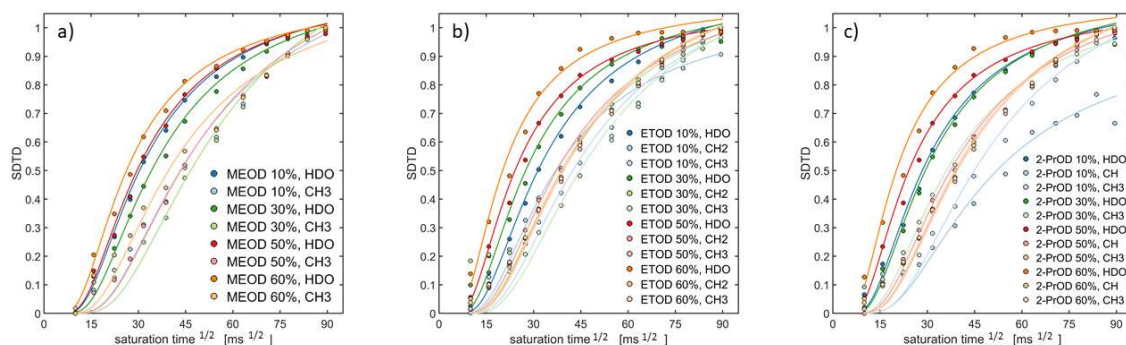 a)
1
0.9
0.8
0.7
0.6
0.5
0.4
0.3
0.2
0.1
0
SDTD
0 15 30 45 60 75 90
saturation time 1/2 [ms 1/2 ]
MEOD 10%, HDO
MEOD 10%, CH3
MEOD 30%, HDO
MEOD 30%, CH3
MEOD 50%, HDO
MEOD 50%, CH3
MEOD 60%, HDO
MEOD 60%, CH3
b)
1
0.9
0.8
0.7
0.6
0.5
0.4
0.3
0.2
0.1
0
SDTD
0 15 30 45 60 75 90
saturation time 1/2 [ms 1/2 ]
ETOD 10%, HDO
ETOD 10%, CH2
ETOD 10%, CH3
ETOD 30%, HDO
ETOD 30%, CH2
ETOD 30%, CH3
ETOD 50%, HDO
ETOD 50%, CH2
ETOD 50%, CH3
ETOD 60%, HDO
ETOD 60%, CH2
ETOD 60%, CH3
c)
1
0.9
0.8
0.7
0.6
0.5
0.4
0.3
0.2
0.1
0
SDTD
0 15 30 45 60 75 90
saturation time 1/2 [ms 1/2 ]
2-PrOD 10%, HDO
2-PrOD 10%, CH
2-PrOD 10%, CH3
2-PrOD 30%, HDO
2-PrOD 30%, CH3
2-PrOD 50%, HDO
2-PrOD 50%, CH
2-PrOD 50%, CH3
2-PrOD 60%, HDO
2-PrOD 60%, CH
2-PrOD 60%, CH3